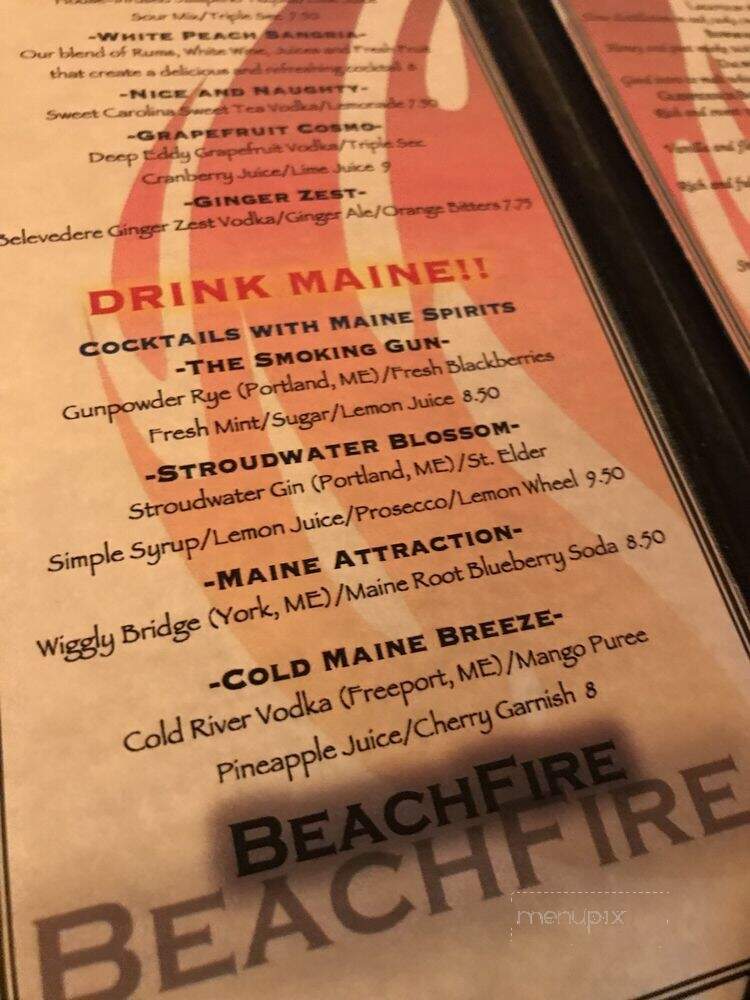 Sour Mix/Triple Sec 7.50
-WHITE PEACH SANGRIA-
Our blend of Rums, White Wine, Juices and Fresh Fruit
that create a delicious and refreshing cocktail 8
-NICE AND NAUGHTY-
Sweet Carolina Sweet Tea Vodka/Lemonade 7.50
-GRAPEFRUIT COSMO-
Deep Eddy Grapefruit Vodka/Triple Sec
Cranberry Juice/Lime Juice 9
-GINGER ZEST-
Belevedere Ginger Zest Vodka/Ginger Ale/Orange Bitters 7.75
DRINK MAINE!!
COCKTAILS WITH MAINE SPIRITS
-THE SMOKING GUN-
Gunpowder Rye (Portland, ME)/Fresh Blackberries
Fresh Mint/Sugar/Lemon Juice 8.50
-STROUDWATER BLOSSOM-
Stroudwater Gin (Portland, ME)/St. Elder
Simple Syrup/Lemon Juice/Prosecco/Lemon Wheel 9.50
-MAINE ATTRACTION-
Wiggly Bridge (York, ME)/Maine Root Blueberry Soda 8.50
-COLD MAINE BREEZE-
Cold River Vodka (Freeport, ME)/Mango Puree
Pineapple Juice/Cherry Garnish 8
BEACHFIRE
BEACHFIRE
menupix
Vanilla and
Rich and